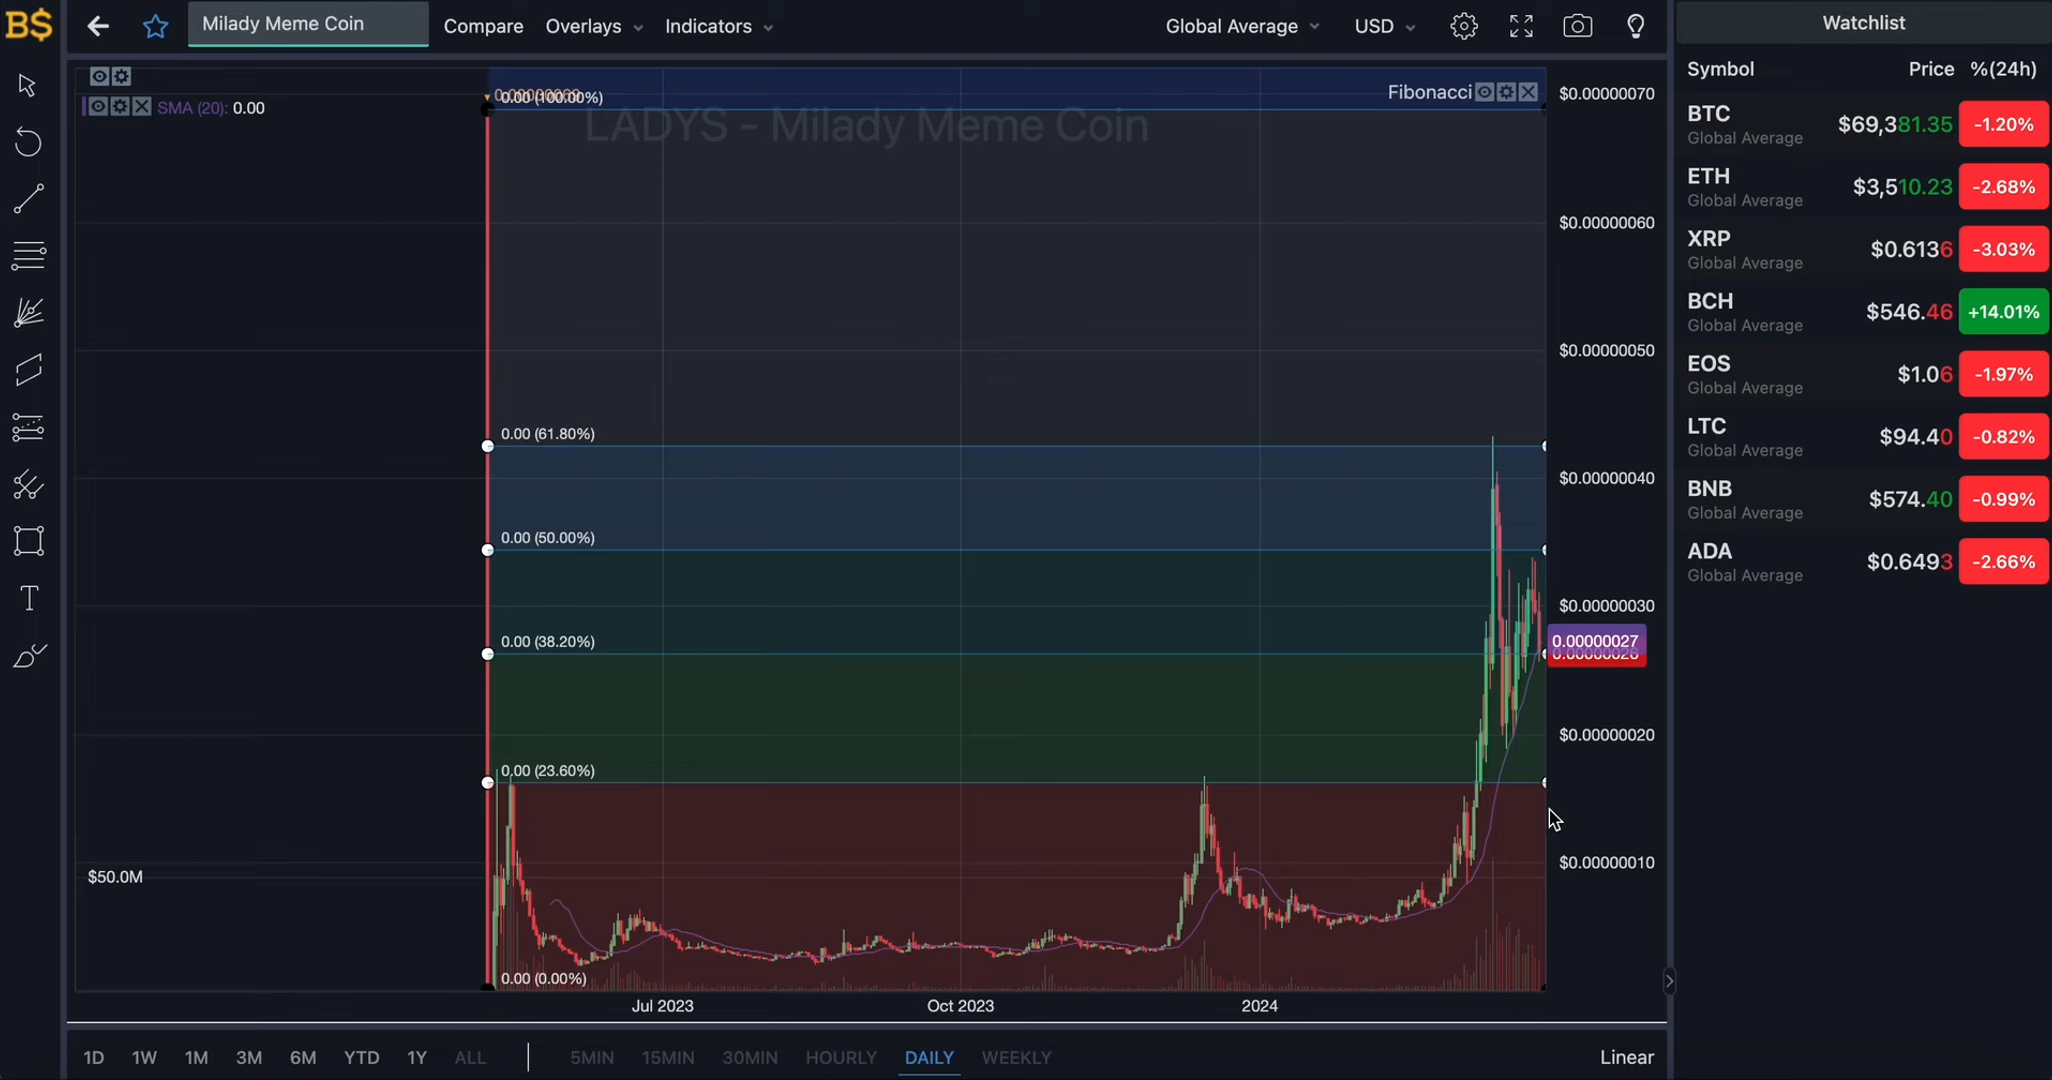 B$
Milady Meme Coin
Compare
Overlays
Indicators
Global Average
USD
Watchlist
Symbol Price %(24h)
SMA (20): 0.00
0.00 (100.00%)
Fibonacci
LADYS - Milady Meme Coin
0.00 (61.80%)
0.00 (50.00%)
0.00 (38.20%)
0.00 (23.60%)
0.00 (0.00%)
$50.0M
$0.00000070
$0.00000060
$0.00000050
$0.00000040
$0.00000030
0.00000027
0.00000026
$0.00000020
$0.00000010
Jul 2023 Oct 2023 2024
1D 1W 1M 3M 6M YTD 1Y ALL 5MIN 15MIN 30MIN HOURLY DAILY WEEKLY Linear
BTC $69,381.35 -1.20%
Global Average
ETH $3,510.23 -2.68%
Global Average
XRP $0.6136 -3.03%
Global Average
BCH $546.46 +14.01%
Global Average
EOS $1.06 -1.97%
Global Average
LTC $94.40 -0.82%
Global Average
BNB $574.40 -0.99%
Global Average
ADA $0.6493 -2.66%
Global Average